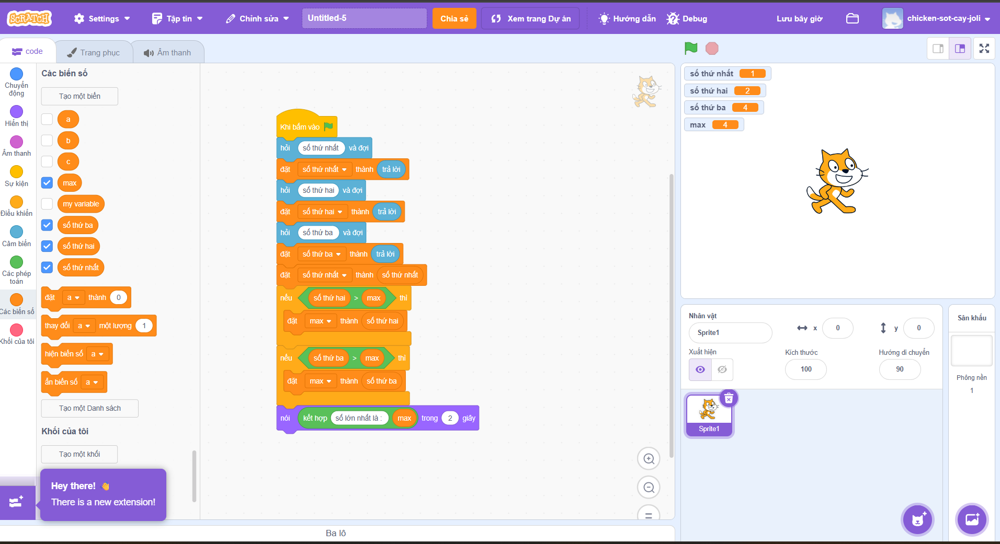 SCRATCH Settings Tập tin Chỉnh sửa Untitled-5 Chia sẻ Xem trang Dự án Hướng dẫn Debug Lưu bây giờ chicken-sot-cay-joli
code Trang phục Âm thanh
Chuyển động
Hiển thị
Âm thanh
Sự kiện
Điều khiển
Cảm biến
Các phép toán
Các biến số
Khối của tôi
Các biến số
Tạo một biến
a
b
c
max
my variable
số thứ ba
số thứ hai
số thứ nhất
đặt a thành 0
thay đổi a một lượng 1
hiện biến số a
ẩn biến số a
Tạo một Danh sách
Khối của tôi
Tạo một khối
Hey there! 👋
There is a new extension!
Khi bấm vào
hỏi số thứ nhất và đợi
đặt số thứ nhất thành trả lời
hỏi số thứ hai và đợi
đặt số thứ hai thành trả lời
hỏi số thứ ba và đợi
đặt số thứ ba thành trả lời
đặt số thứ nhất thành số thứ nhất
nếu số thứ hai > max thì
đặt max thành số thứ hai
nếu số thứ ba > max thì
đặt max thành số thứ ba
nói kết hợp số lớn nhất là : max trong 2 giây
Ba lô
số thứ nhất 1
số thứ hai 2
số thứ ba 4
max 4
Nhân vật
Sprite1
x 0
y 0
Xuất hiện
Kích thước
100
Hướng di chuyển
90
Sprite1
Sân khấu
Phông nền
1